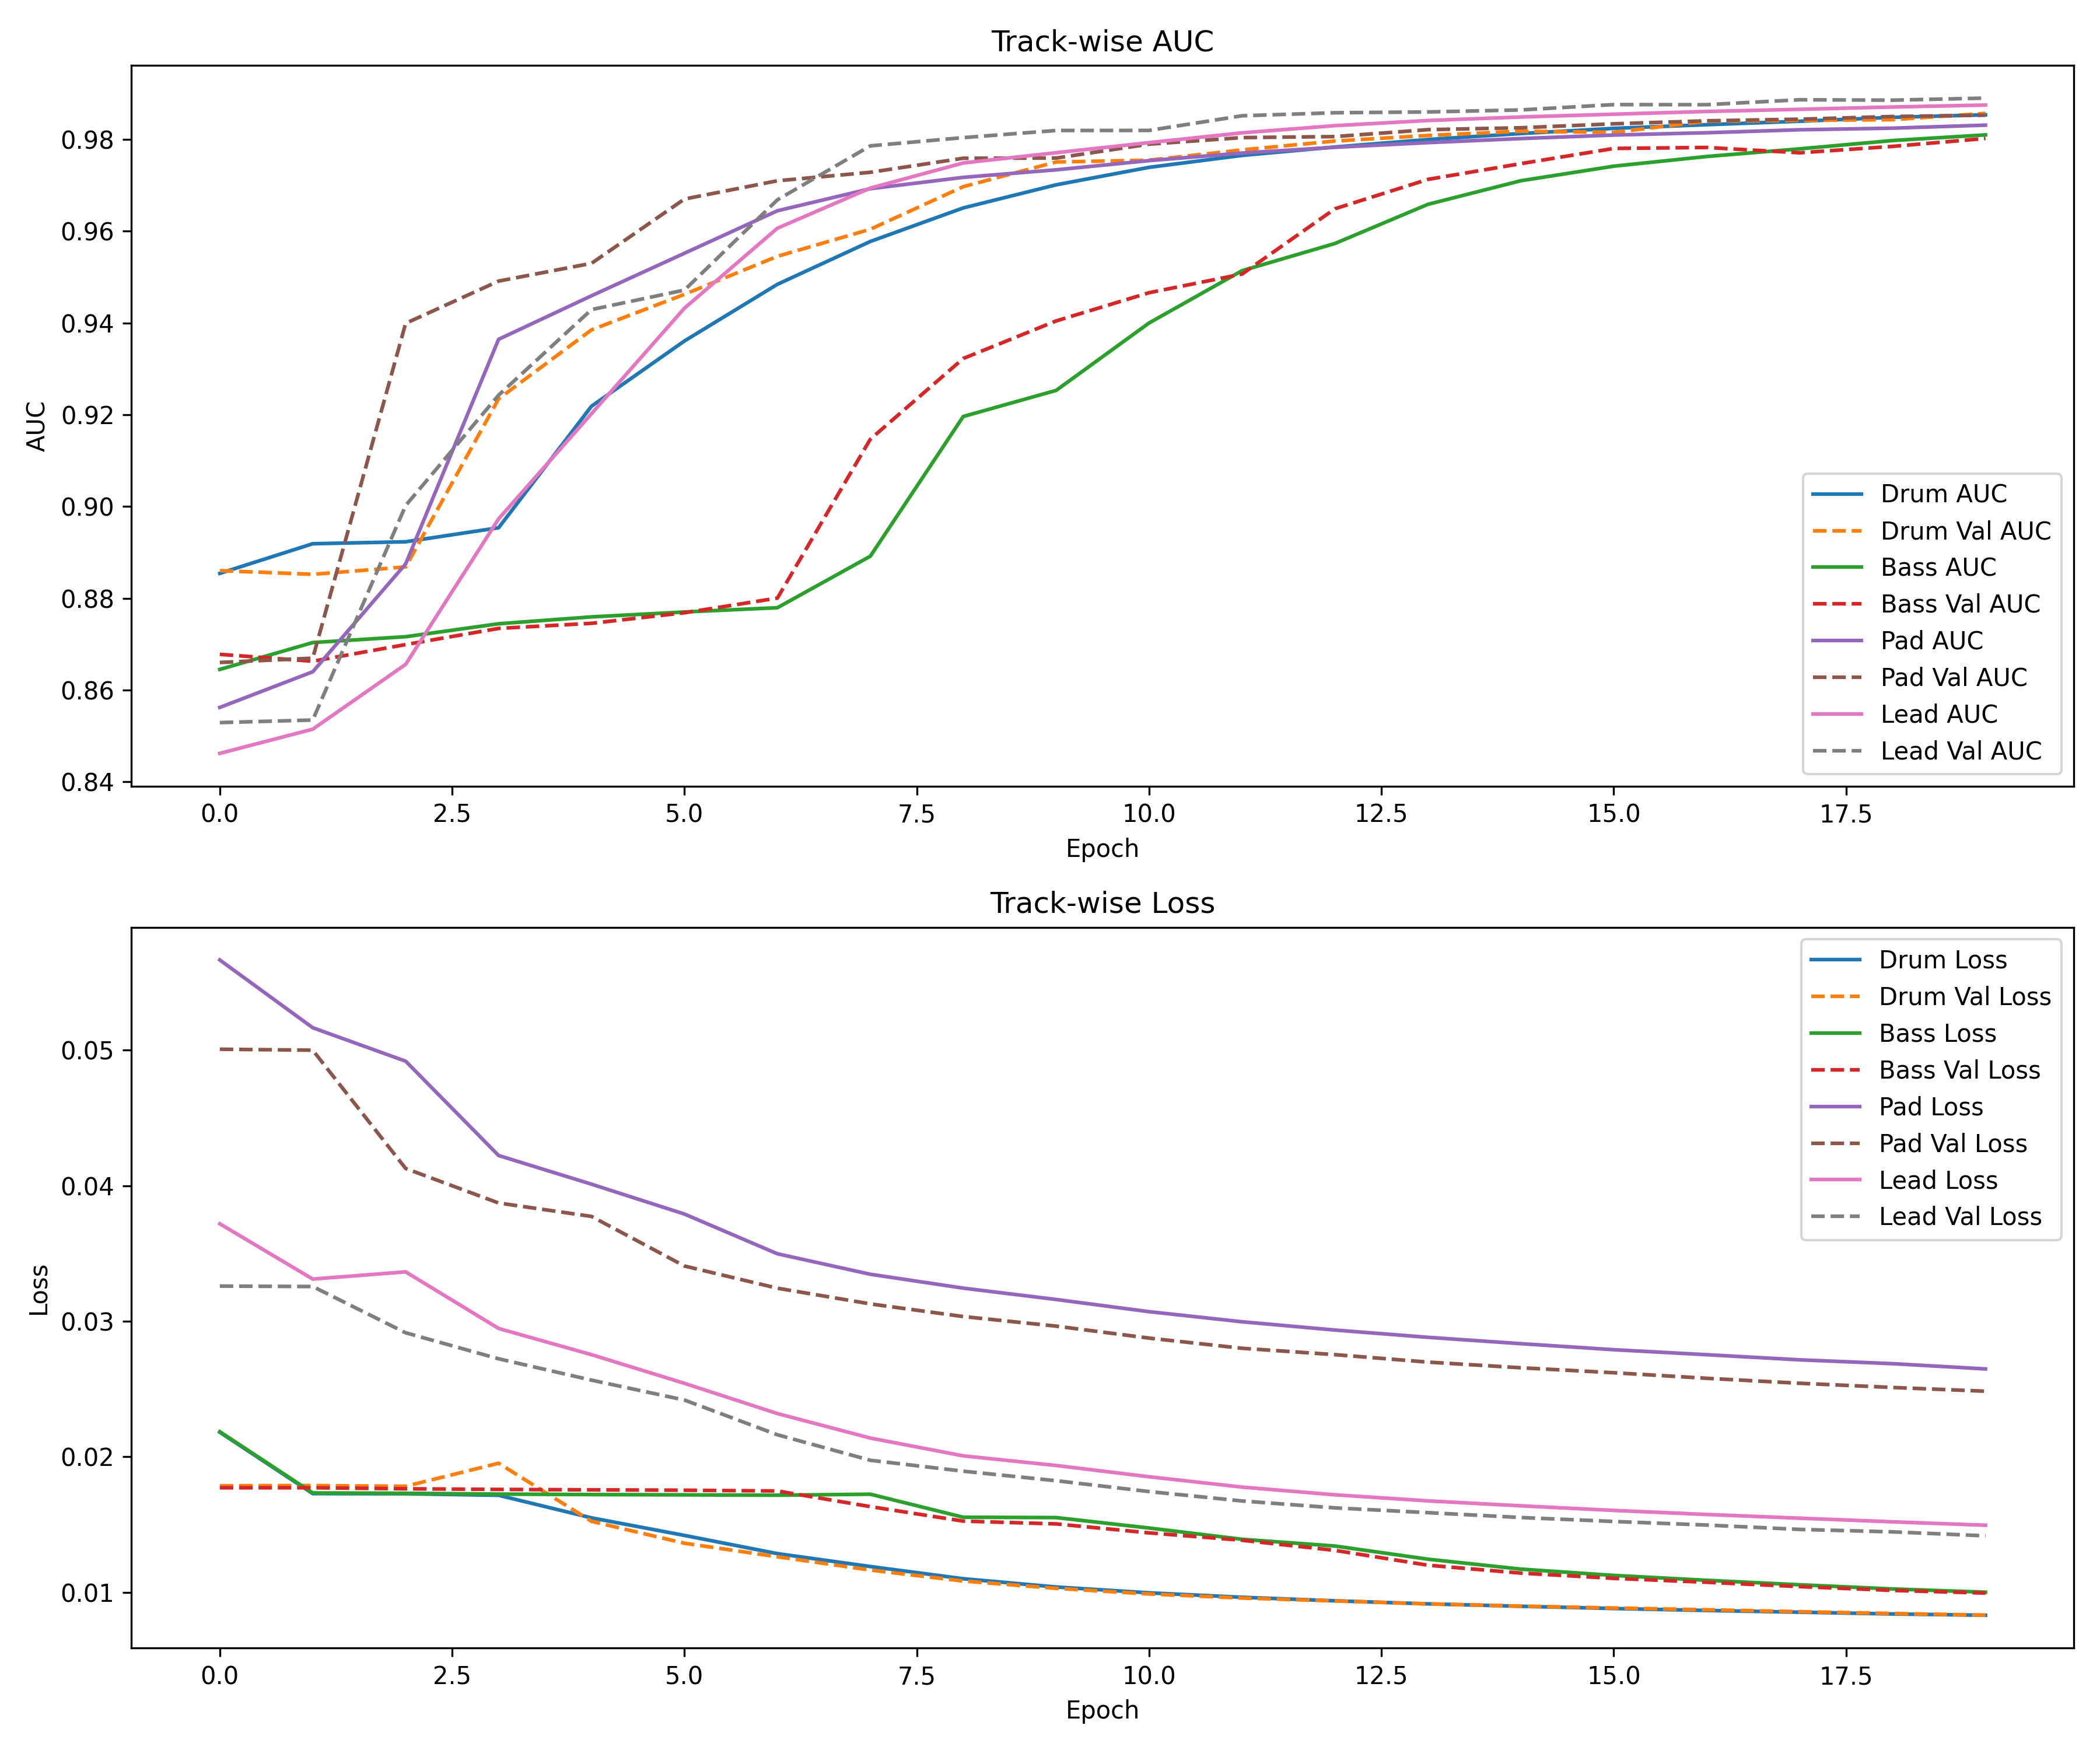 Track-wise AUC
AUC
0.98
0.96
0.94
0.92
0.90
0.88
0.86
0.84
0.0 2.5 5.0 7.5 10.0 12.5 15.0 17.5
Epoch
Drum AUC
Drum Val AUC
Bass AUC
Bass Val AUC
Pad AUC
Pad Val AUC
Lead AUC
Lead Val AUC
Track-wise Loss
Loss
0.05
0.04
0.03
0.02
0.01
0.0 2.5 5.0 7.5 10.0 12.5 15.0 17.5
Epoch
Drum Loss
Drum Val Loss
Bass Loss
Bass Val Loss
Pad Loss
Pad Val Loss
Lead Loss
Lead Val Loss